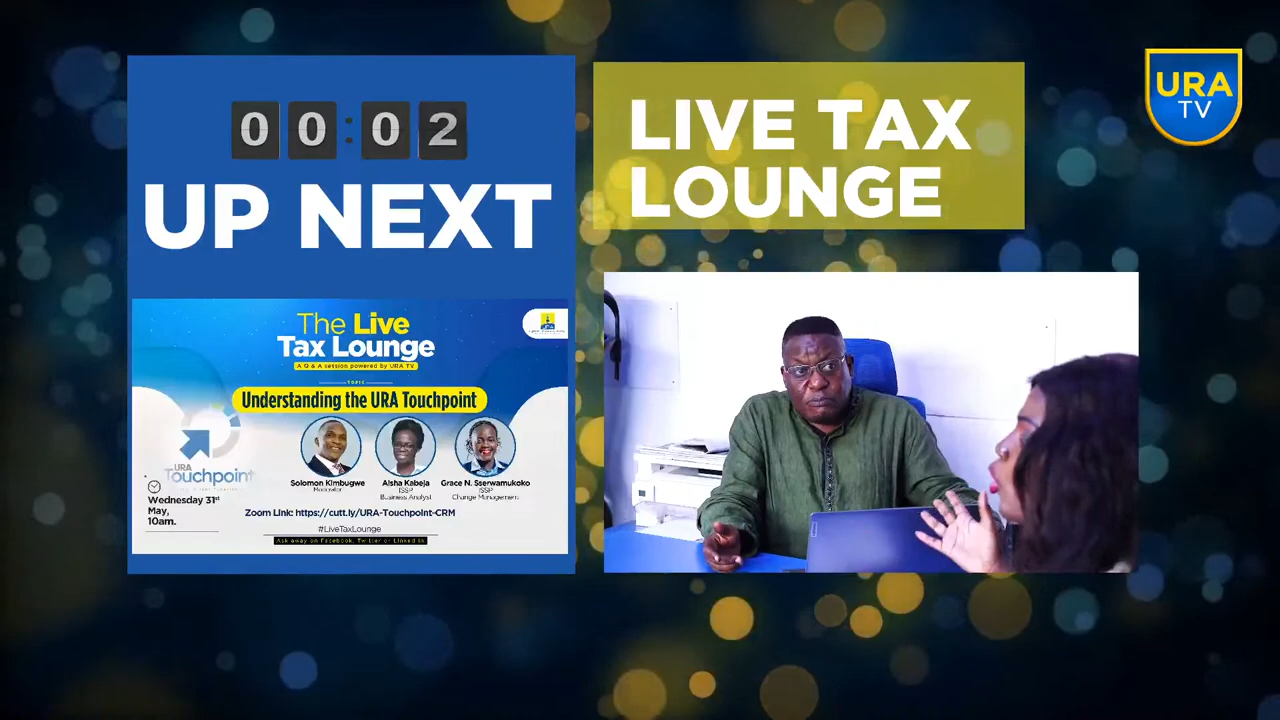 00:02
UP NEXT
The Live
Tax Lounge
A Q & A session powered by URA TV
TOPIC
Understanding the URA Touchpoint
URA
Touchpoint
Solomon Kimbugwe
Moderator
Aisha Kabeja
ISSP
Business Analyst
Grace N. Sserwamukoko
ISSP
Change Management
Wednesday 31st
May,
10am.
Zoom Link: https://cutt.ly/URA-Touchpoint-CRM
#LiveTaxLounge
Ask away on Facebook, Twitter or LinkedIn
LIVE TAX
LOUNGE
URA
TV